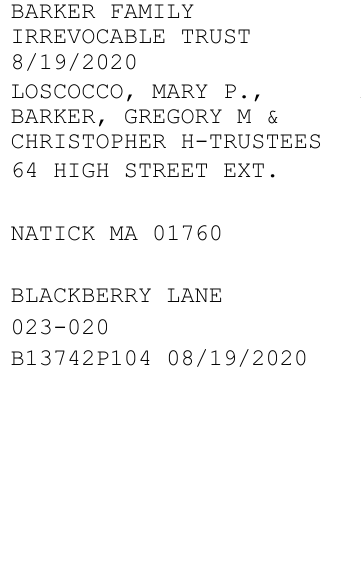 BARKER FAMILY
IRREVOCABLE TRUST
8/19/2020
LOSCOCCO, MARY P.,
BARKER, GREGORY M &
CHRISTOPHER H-TRUSTEES
64 HIGH STREET EXT.
NATICK MA 01760
BLACKBERRY LANE
023-020
B13742P104 08/19/2020